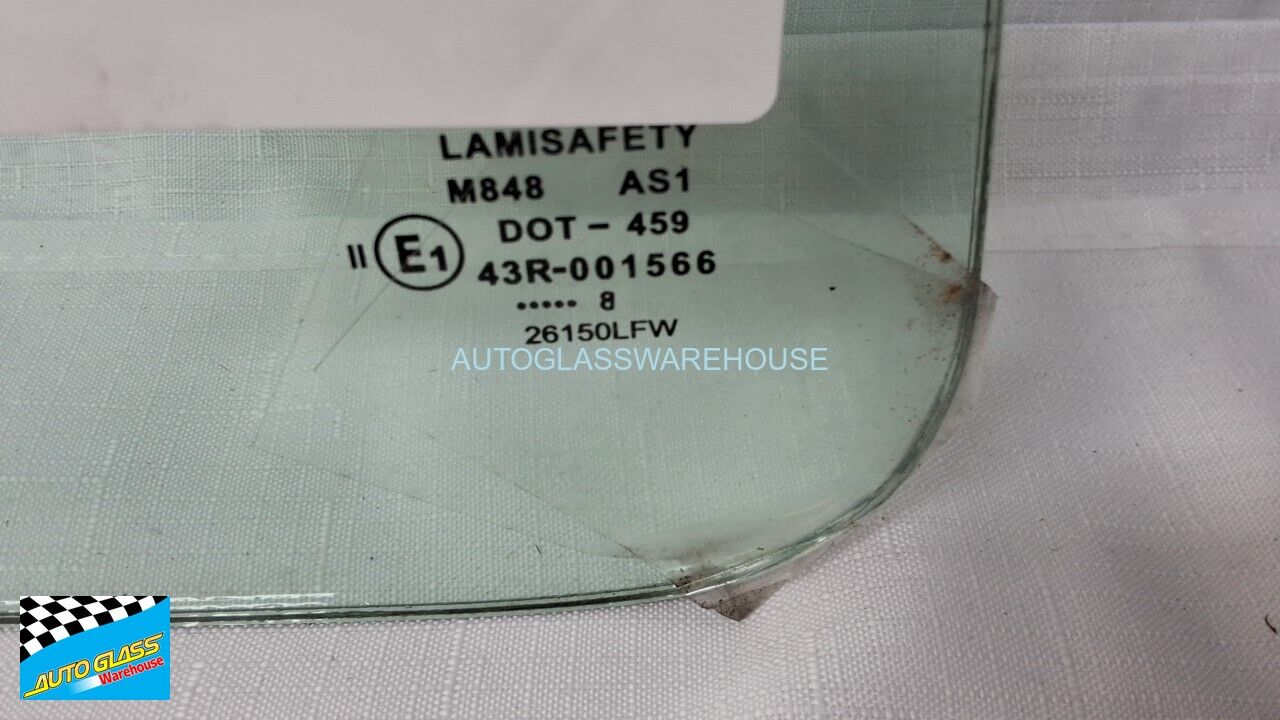 LAMISAFETY
M848 AS1
DOT - 459
II E1 43R-001566
••••• 8
26150LFW
AUTOGLASSWAREHOUSE
AUTO GLASS
Warehouse